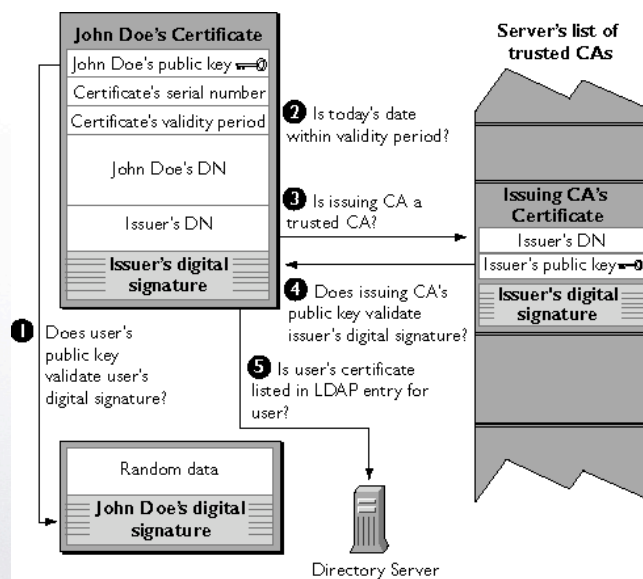 John Doe's Certificate
John Doe's public key
Certificate's serial number
Certificate's validity period
John Doe's DN
Issuer's DN
Issuer's digital
signature
Server's list of
trusted CAs
2 Is today's date
within validity period?
3 Is issuing CA a
trusted CA?
Issuing CA's
Certificate
Issuer's DN
Issuer's public key
Issuer's digital
signature
4 Does issuing CA's
public key validate
issuer's digital signature?
1 Does user's
public key
validate user's
digital signature?
5 Is user's certificate
listed in LDAP entry for
user?
Random data
John Doe's digital
signature
Directory Server